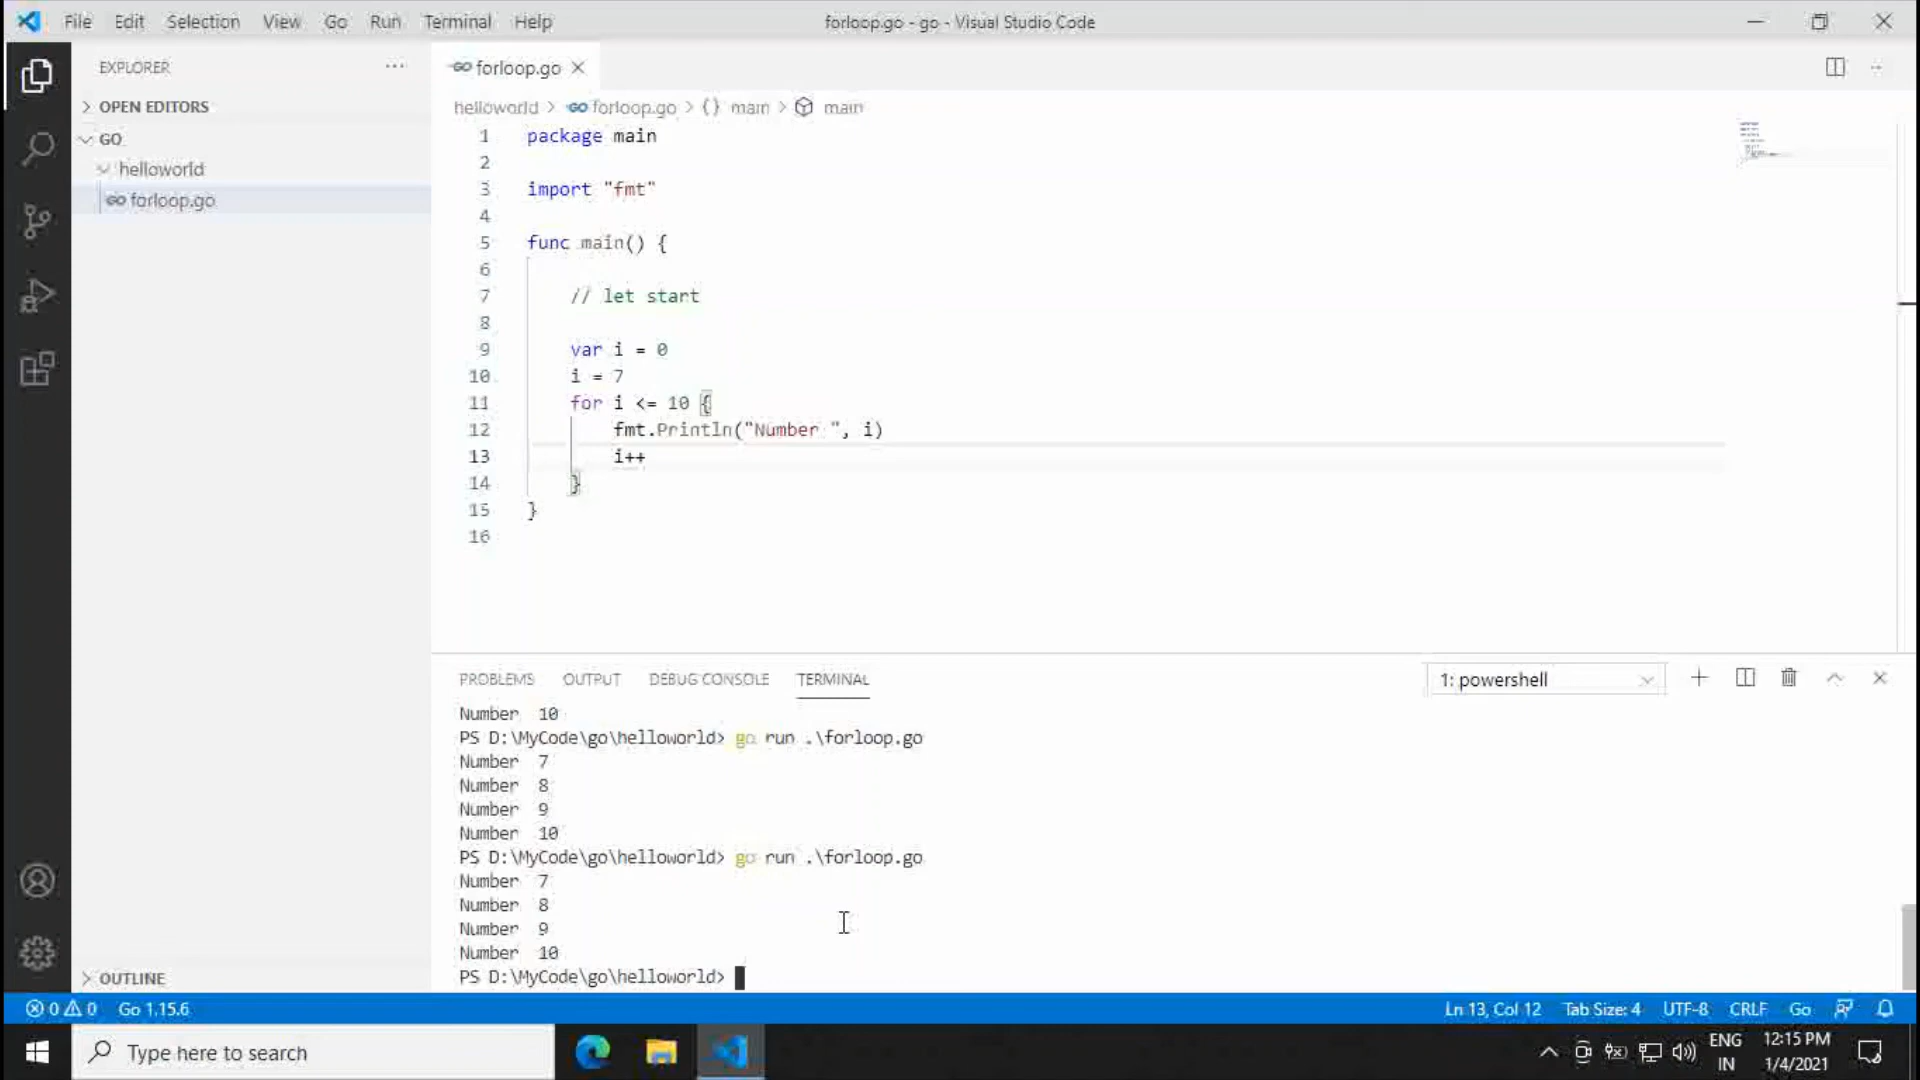 File Edit Selection View Go Run Terminal Help
forloop.go - go - Visual Studio Code
EXPLORER
OPEN EDITORS
GO
helloworld
forloop.go
OUTLINE
forloop.go
helloworld > forloop.go > {} main > main
1 package main
2
3 import "fmt"
4
5 func main() {
6
7 // let start
8
9 var i = 0
10 i = 7
11 for i <= 10 {
12 fmt.Println("Number ", i)
13 i++
14 }
15 }
16
PROBLEMS OUTPUT DEBUG CONSOLE TERMINAL
1: powershell
Number  10
PS D:\MyCode\go\helloworld> go run .\forloop.go
Number  7
Number  8
Number  9
Number  10
PS D:\MyCode\go\helloworld> go run .\forloop.go
Number  7
Number  8
Number  9
Number  10
PS D:\MyCode\go\helloworld>
0 0 Go 1.15.6
Ln 13, Col 12 Tab Size: 4 UTF-8 CRLF Go
Type here to search
ENG
IN
12:15 PM
1/4/2021